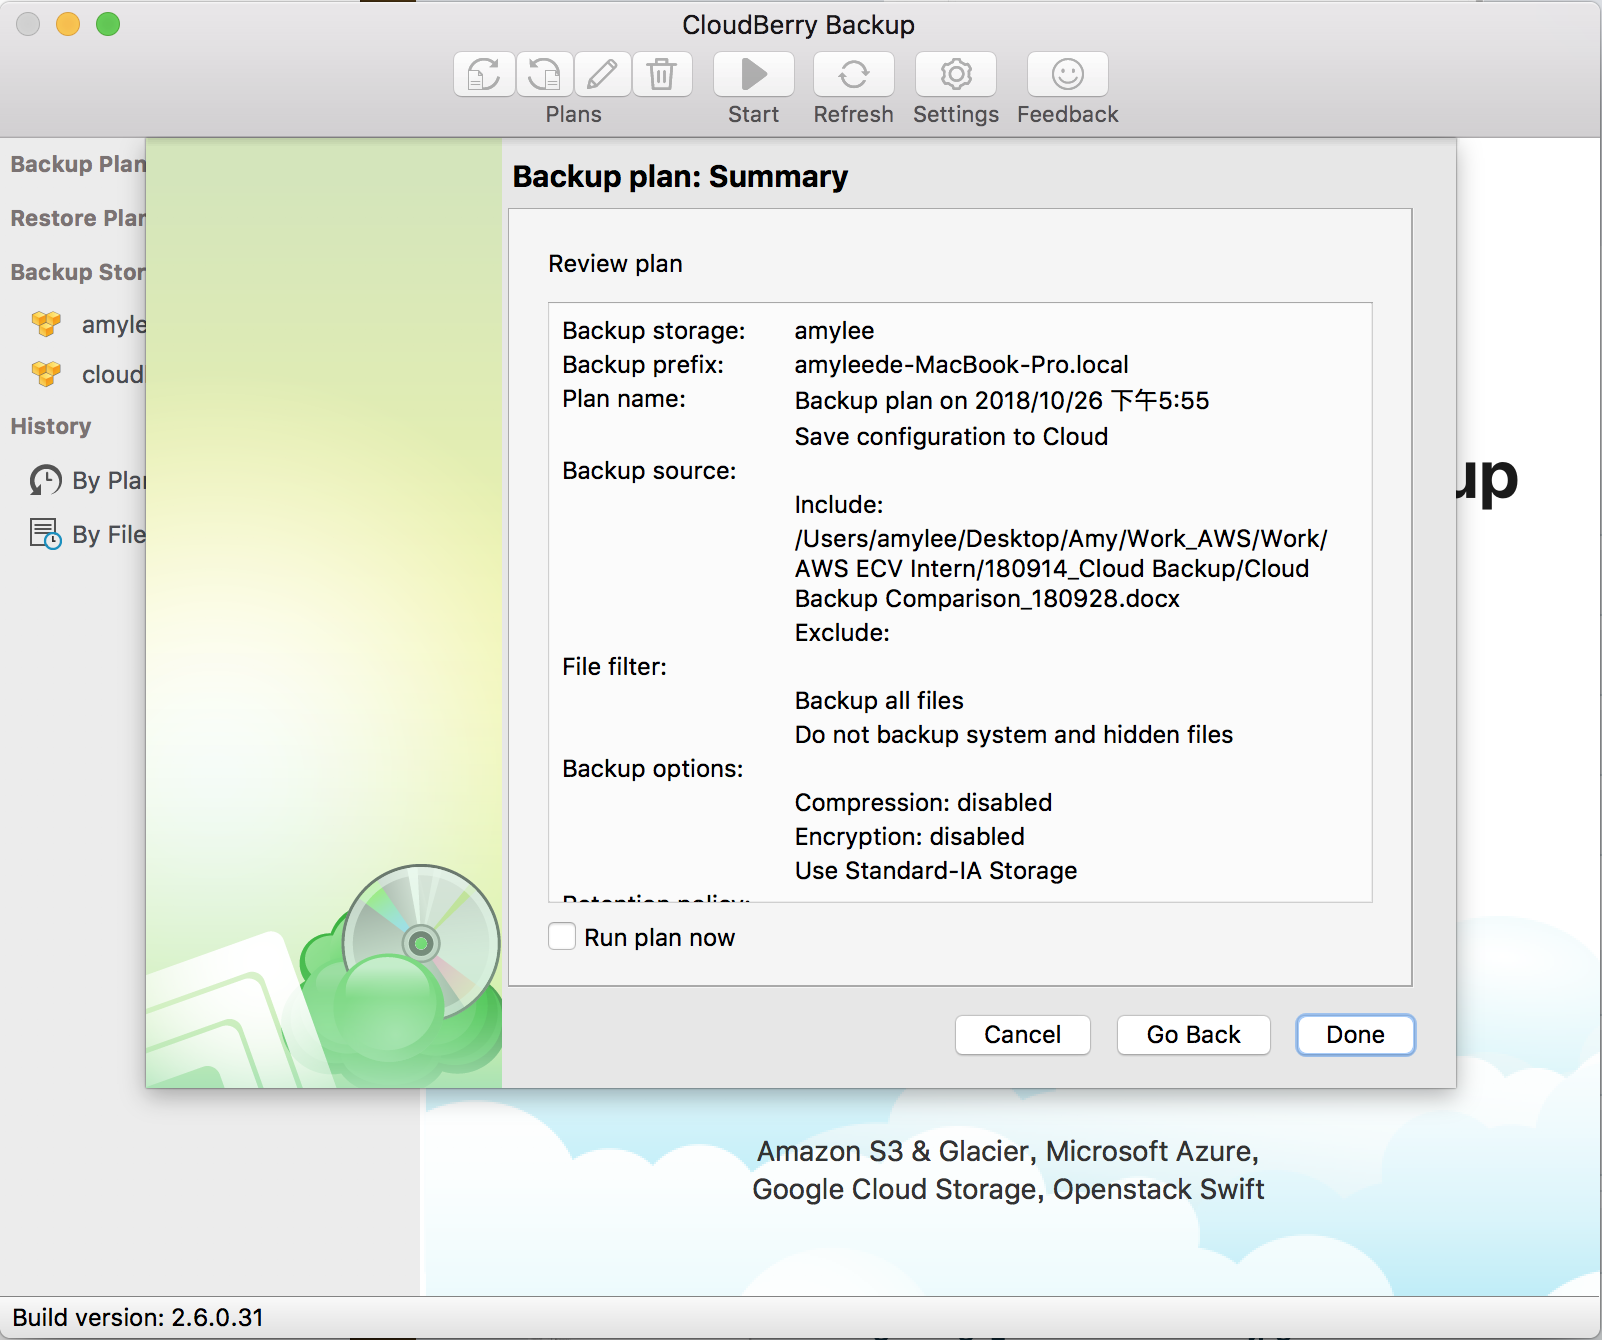 CloudBerry Backup
Plans
Start
Refresh
Settings
Feedback
Backup Plan
Restore Plan
Backup Stor
amylee
cloud
History
By Plan
By File
Backup plan: Summary
Review plan
Backup storage: amylee
Backup prefix: amyleede-MacBook-Pro.local
Plan name: Backup plan on 2018/10/26 下午5:55
Save configuration to Cloud
Backup source:
Include:
/Users/amylee/Desktop/Amy/Work_AWS/Work/
AWS ECV Intern/180914_Cloud Backup/Cloud
Backup Comparison_180928.docx
Exclude:
File filter:
Backup all files
Do not backup system and hidden files
Backup options:
Compression: disabled
Encryption: disabled
Use Standard-IA Storage
Retention policy:
Run plan now
Cancel
Go Back
Done
up
Amazon S3 & Glacier, Microsoft Azure,
Google Cloud Storage, Openstack Swift
Build version: 2.6.0.31